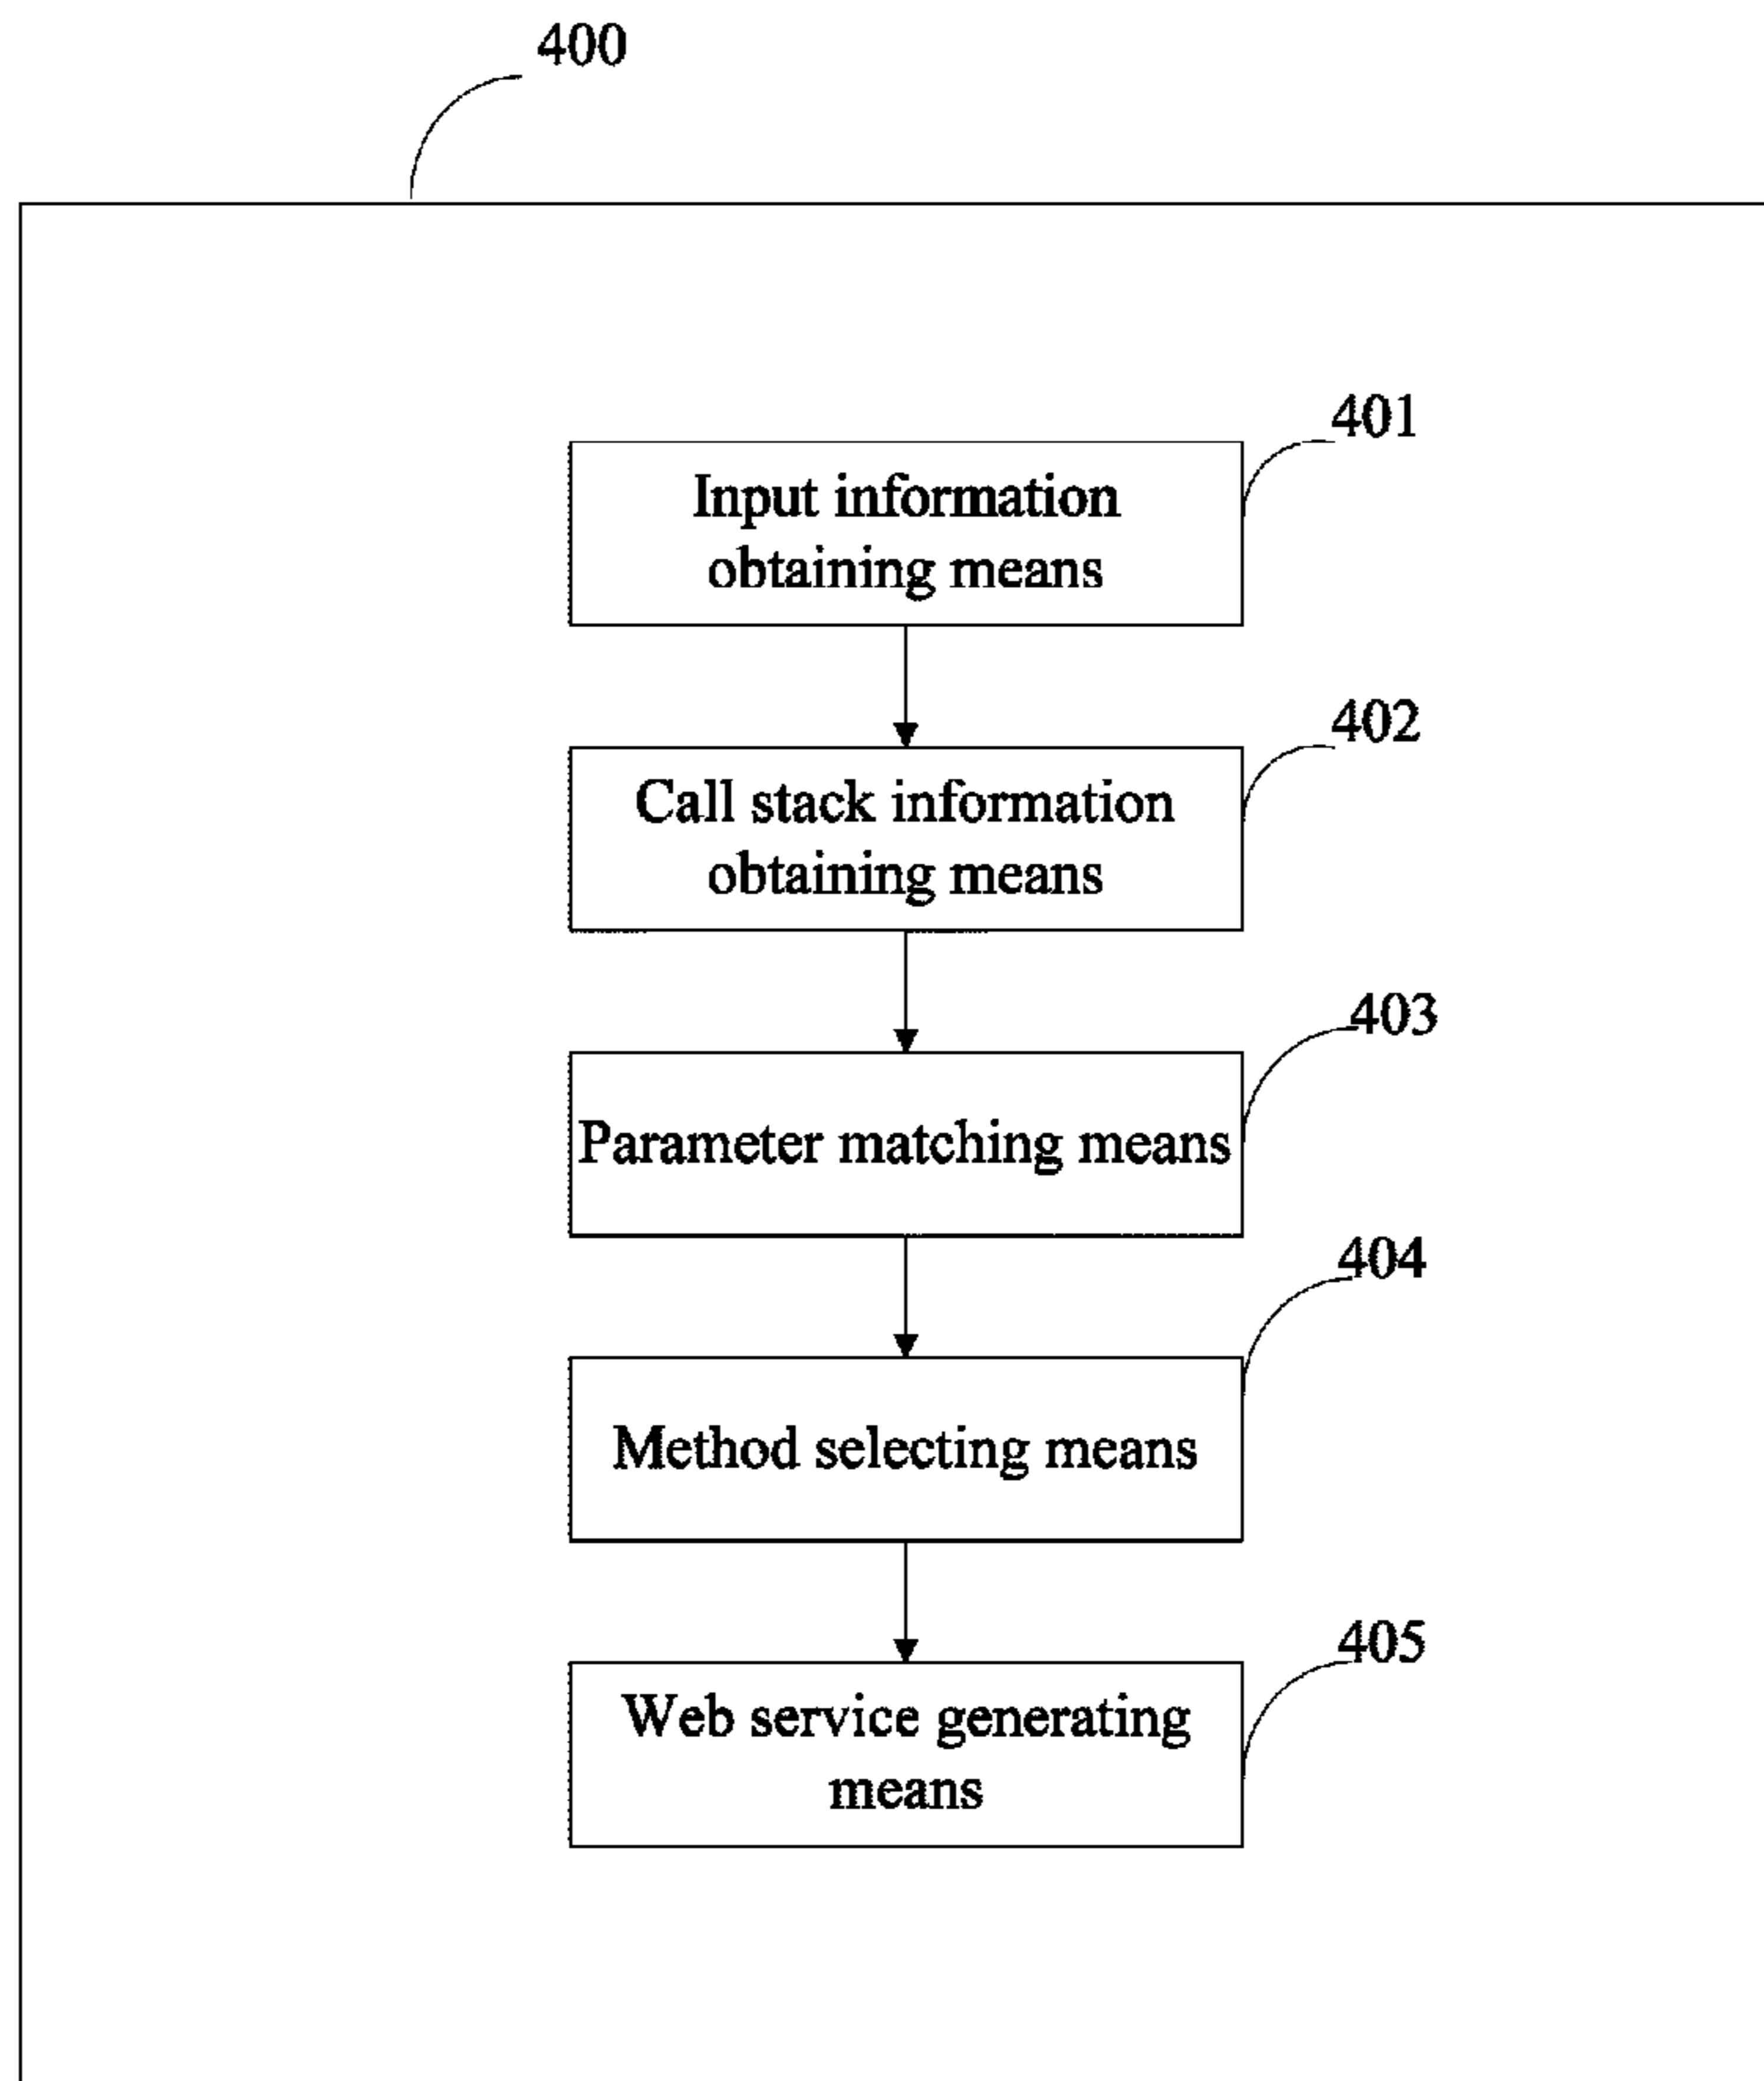 400
401
Input information
obtaining means
402
Call stack information
obtaining means
403
Parameter matching means
404
Method selecting means
405
Web service generating
means